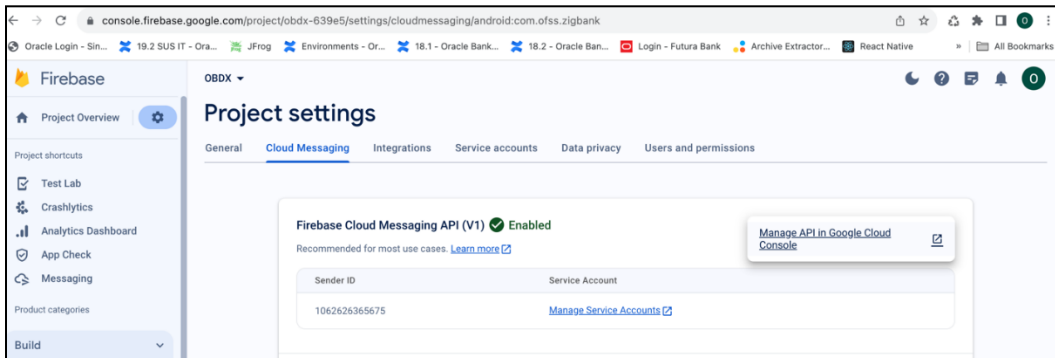 console.firebase.google.com/project/obdx-639e5/settings/cloudmessaging/android:com.ofss.zigbank
O
Oracle Login - Sin... 19.2 SUS IT - Ora... JFrog Environments - Or... 18.1 - Oracle Bank... 18.2 - Oracle Ban... Login - Futura Bank Archive Extractor... React Native » All Bookmarks
Firebase
OBDX
O
Project Overview
Project settings
General Cloud Messaging Integrations Service accounts Data privacy Users and permissions
Project shortcuts
Test Lab
Crashlytics
Analytics Dashboard
App Check
Messaging
Product categories
Build
Firebase Cloud Messaging API (V1) Enabled
Recommended for most use cases. Learn more
Manage API in Google Cloud
Console
Sender ID Service Account
1062626365675 Manage Service Accounts